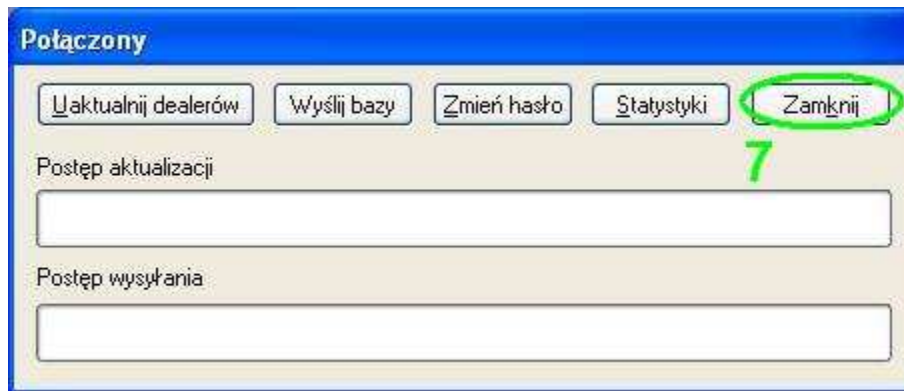 Połączony
Uaktualnij dealerów Wyślij bazy Zmień hasło Statystyki Zamknij
7
Postęp aktualizacji
Postęp wysyłania